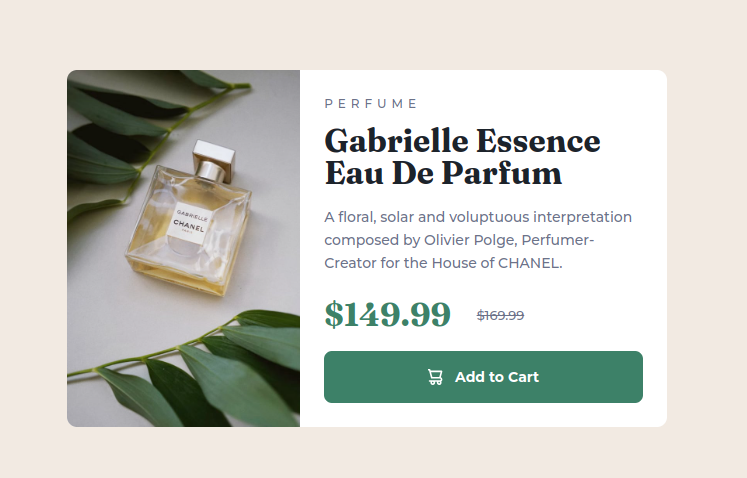 GABRIELLE
CHANEL
PARIS
PERFUME
Gabrielle Essence
Eau De Parfum
A floral, solar and voluptuous interpretation
composed by Olivier Polge, Perfumer-
Creator for the House of CHANEL.
$149.99 $169.99
Add to Cart